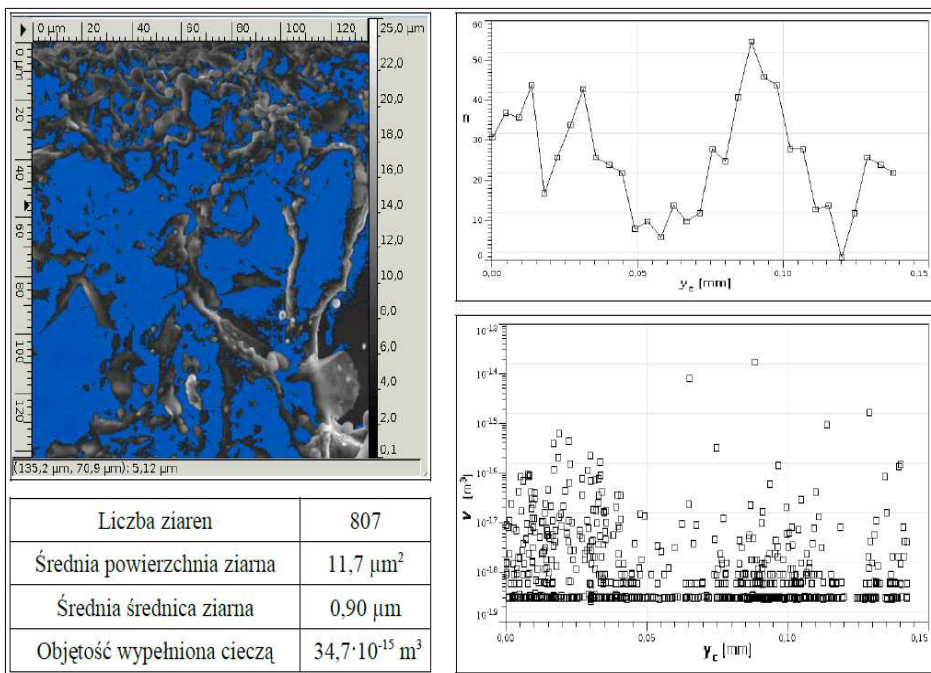 0 µm 20 40 60 80 100 120
0 µm
20
40
60
80
100
120
25,0
22,0
20,0
18,0
16,0
14,0
12,0
10,0
6,0
4,0
2,0
0,1
(135,2 µm, 70,9 µm): 5,12 µm
60
50
40
n
30
20
10
0
0.00 0.05 0.10 0.15
y_c [mm]
Liczba ziaren 807
Średnia powierzchnia ziarna 11,7 µm²
Średnia średnica ziarna 0,90 µm
Objętość wypełniona cieczą 34,7·10⁻¹⁵ m³
10⁻¹³
10⁻¹⁴
10⁻¹⁵
10⁻¹⁶
v [m³]
10⁻¹⁷
10⁻¹⁸
10⁻¹⁹
0.00 0,05 0,10 0,15
y_c [mm]